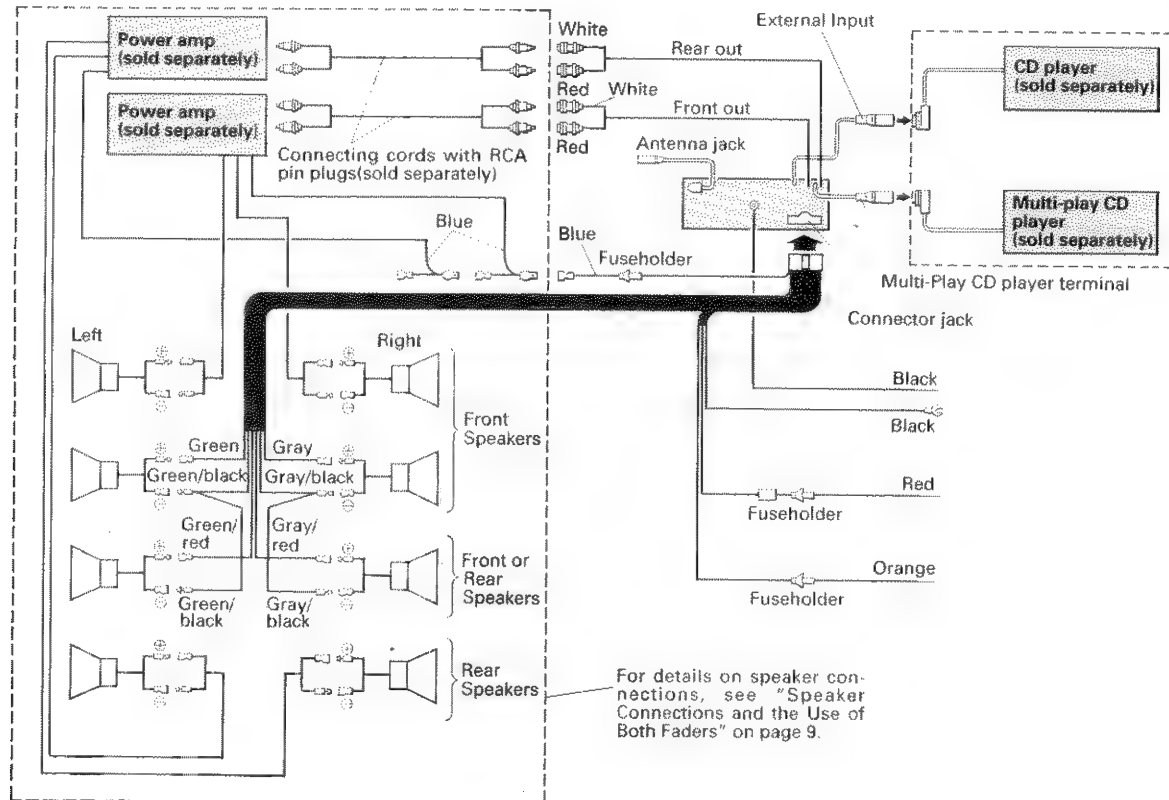 Power amp
(sold separately)
Power amp
(sold separately)
Connecting cords with RCA
pin plugs(sold separately)
White
Rear out
Red
White
Front out
Red
External Input
CD player
(sold separately)
Antenna jack
Multi-play CD
player
(sold separately)
Multi-Play CD player terminal
Blue
Blue
Fuseholder
Connector jack
Left
Right
⊕
⊕
⊖
⊖
Front
Speakers
Green
Gray
⊕
⊕
Green/black
Gray/black
⊖
⊖
Green/
red
Gray/
red
⊕
⊕
Front or
Rear
Speakers
⊖
⊖
Green/
black
Gray/
black
⊕
⊕
Rear
Speakers
⊖
⊖
Black
Black
Red
Fuseholder
Orange
Fuseholder
For details on speaker con-
nections, see "Speaker
Connections and the Use of
Both Faders" on page 9.